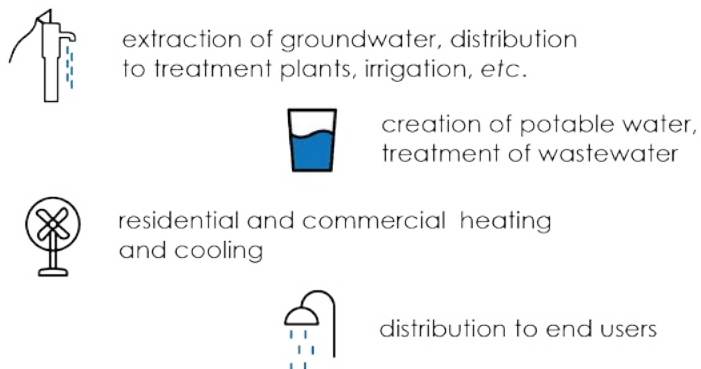 extraction of groundwater, distribution
to treatment plants, irrigation, etc.
creation of potable water,
treatment of wastewater
residential and commercial heating
and cooling
distribution to end users